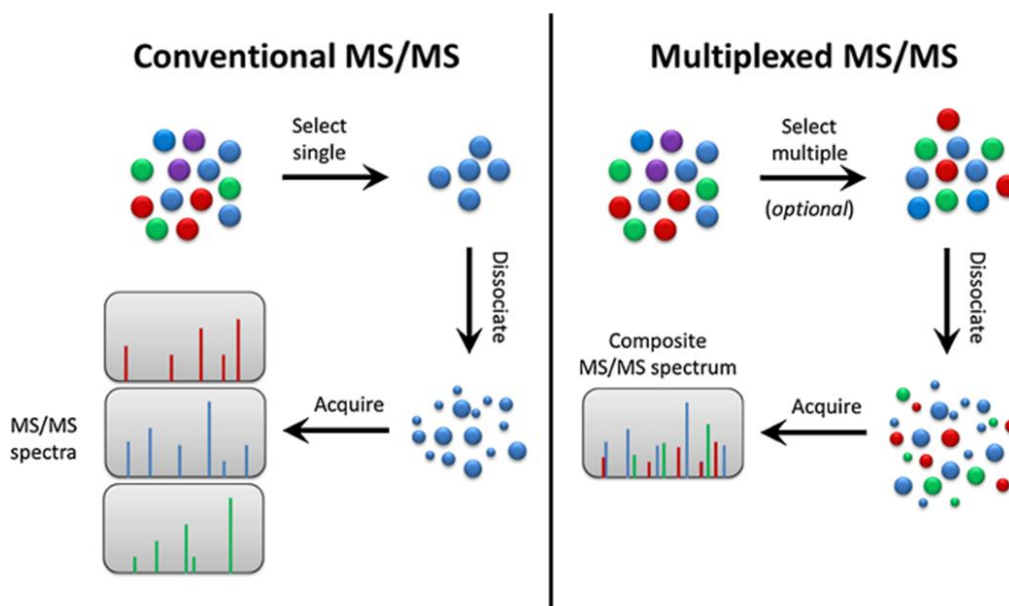 Conventional MS/MS
Select
single
Dissociate
Acquire
MS/MS
spectra
Multiplexed MS/MS
Select
multiple
(optional)
Dissociate
Composite
MS/MS spectrum
Acquire